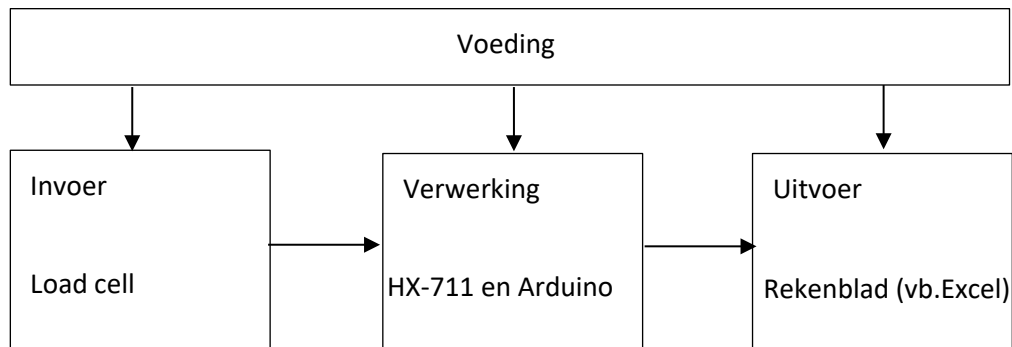 Voeding
Invoer
Load cell
Verwerking
HX-711 en Arduino
Uitvoer
Rekenblad (vb.Excel)